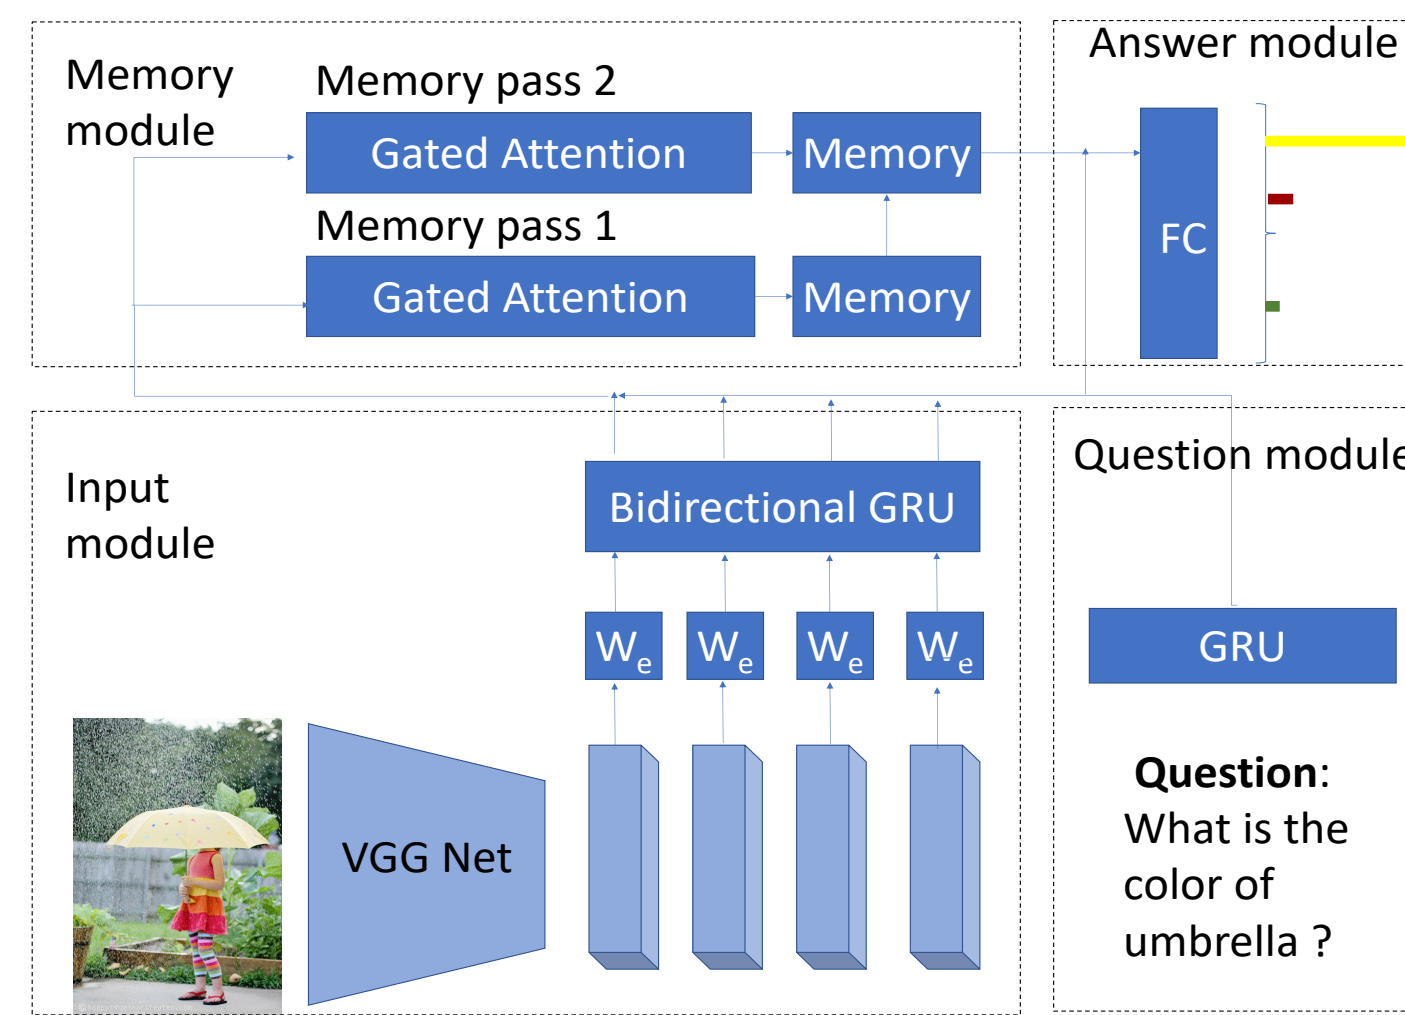 Memory
module
Memory pass 2
Gated Attention
Memory
Memory pass 1
Gated Attention
Memory
Answer module
FC
Input
module
Bidirectional GRU
We
We
We
We
VGG Net
Question module
GRU
Question:
What is the
color of
umbrella ?